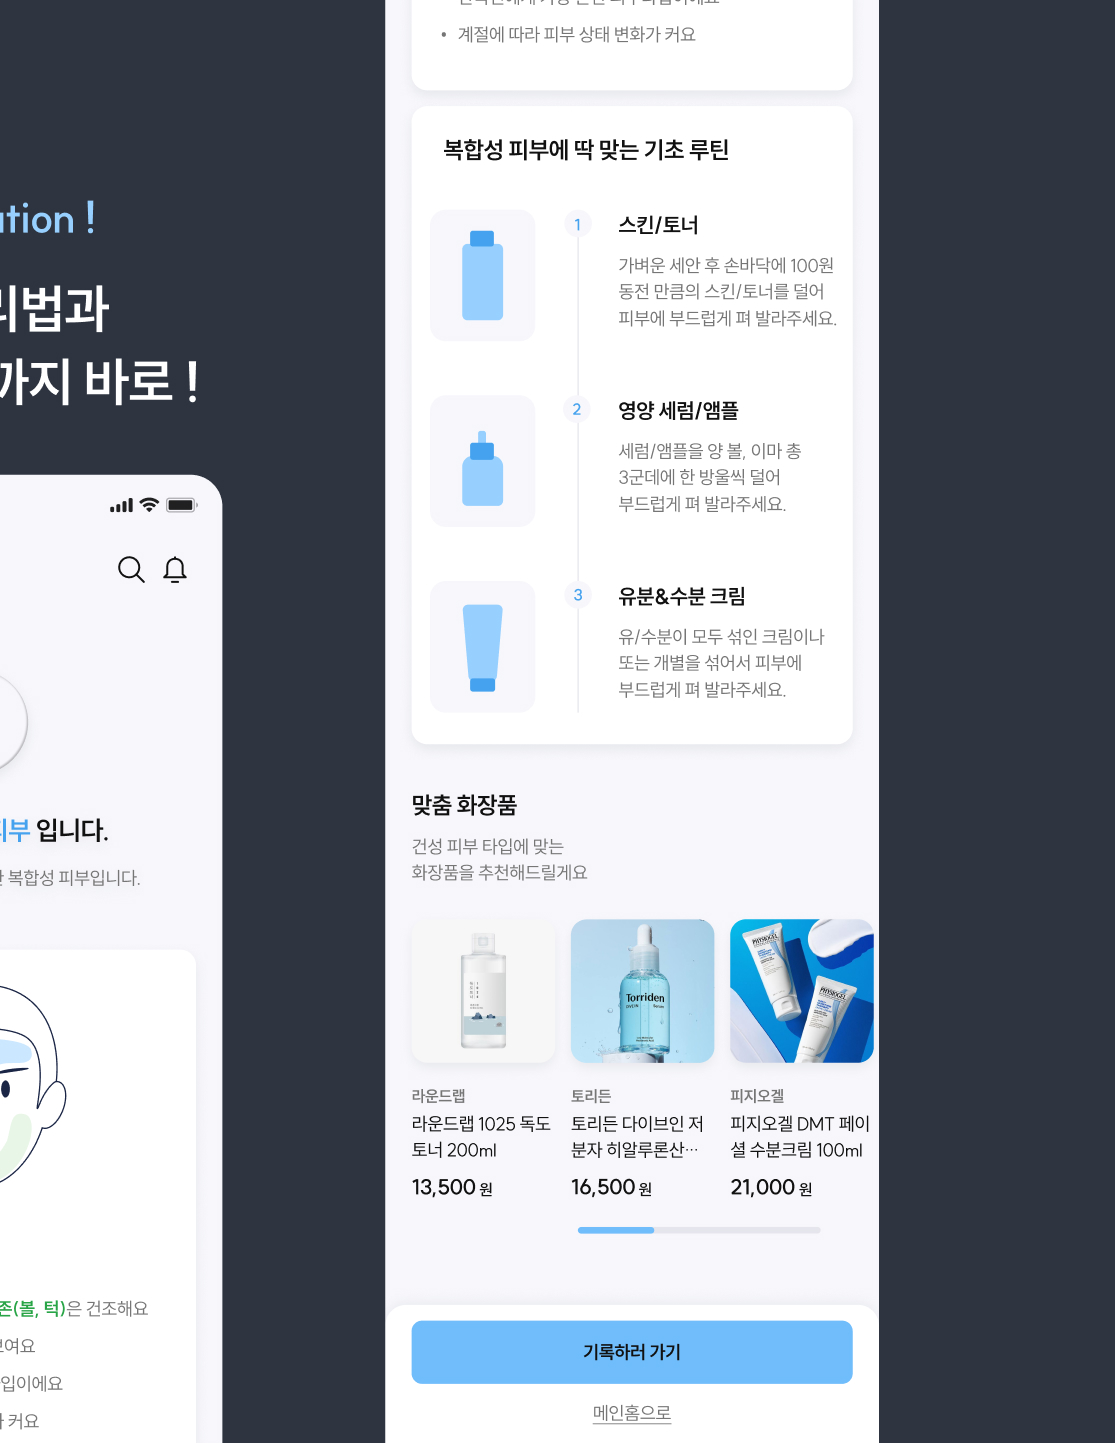 ation !
리법과
까지 바로 !
피부 입니다.
복합성 피부입니다.
존(볼, 턱)은 건조해요
보여요
타입이에요
커요
계절에 따라 피부 상태 변화가 커요
복합성 피부에 딱 맞는 기초 루틴
1
스킨/토너
가벼운 세안 후 손바닥에 100원
동전 만큼의 스킨/토너를 덜어
피부에 부드럽게 펴 발라주세요.
2
영양 세럼/앰플
세럼/앰플을 양 볼, 이마 총
3군데에 한 방울씩 덜어
부드럽게 펴 발라주세요.
3
유분&수분 크림
유/수분이 모두 섞인 크림이나
또는 개별을 섞어서 피부에
부드럽게 펴 발라주세요.
맞춤 화장품
건성 피부 타입에 맞는
화장품을 추천해드릴게요
Torriden
DIVE-IN Serum
PHYSIOGEL
PHYSIOGEL
라운드랩
라운드랩 1025 독도
토너 200ml
13,500 원
토리든
토리든 다이브인 저
분자 히알루론산…
16,500 원
피지오겔
피지오겔 DMT 페이
셜 수분크림 100ml
21,000 원
기록하러 가기
메인홈으로